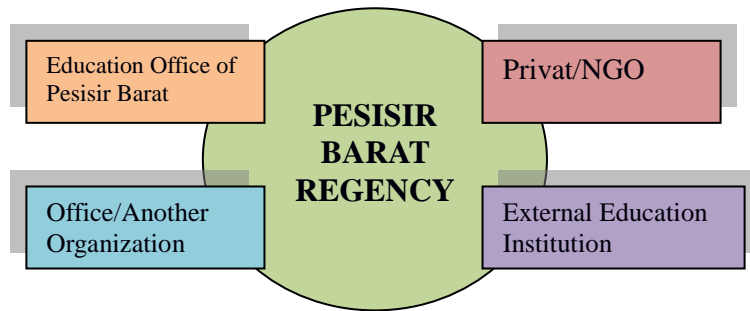 Education Office of
Pesisir Barat
Privat/NGO
PESISIR
BARAT
REGENCY
Office/Another
Organization
External Education
Institution